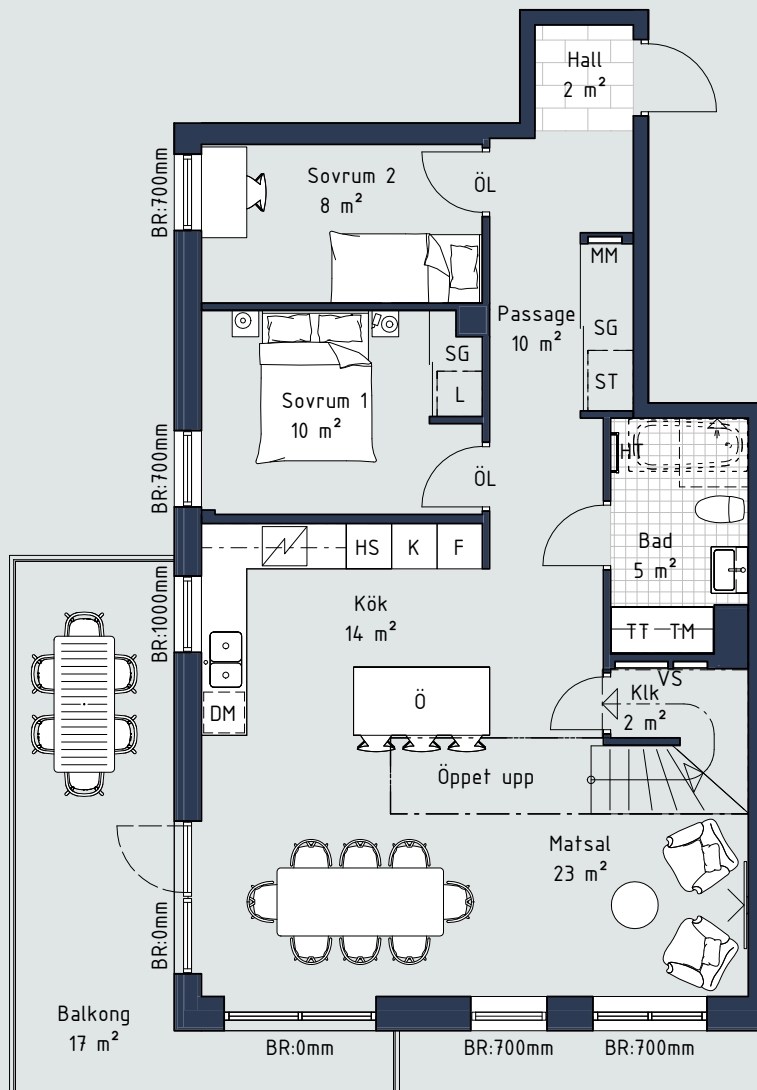 Hall
2 m²
Sovrum 2
8 m²
ÖL
BR:700mm
MM
Passage
10 m²
SG
ST
SG
L
Sovrum 1
10 m²
BR:700mm
ÖL
HT
HS
K
F
Bad
5 m²
BR:1000mm
Kök
14 m²
TT
TM
VS
Klk
2 m²
Ö
DM
Öppet upp
Matsal
23 m²
BR:0mm
Balkong
17 m²
BR:0mm
BR:700mm
BR:700mm